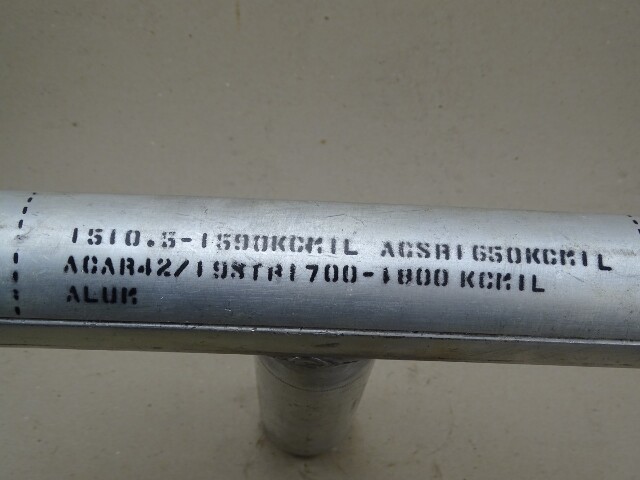 1510.5-1590KCMIL ACSR1650KCMIL
ACAR42/19STR1700-1800 KCMIL
ALUM